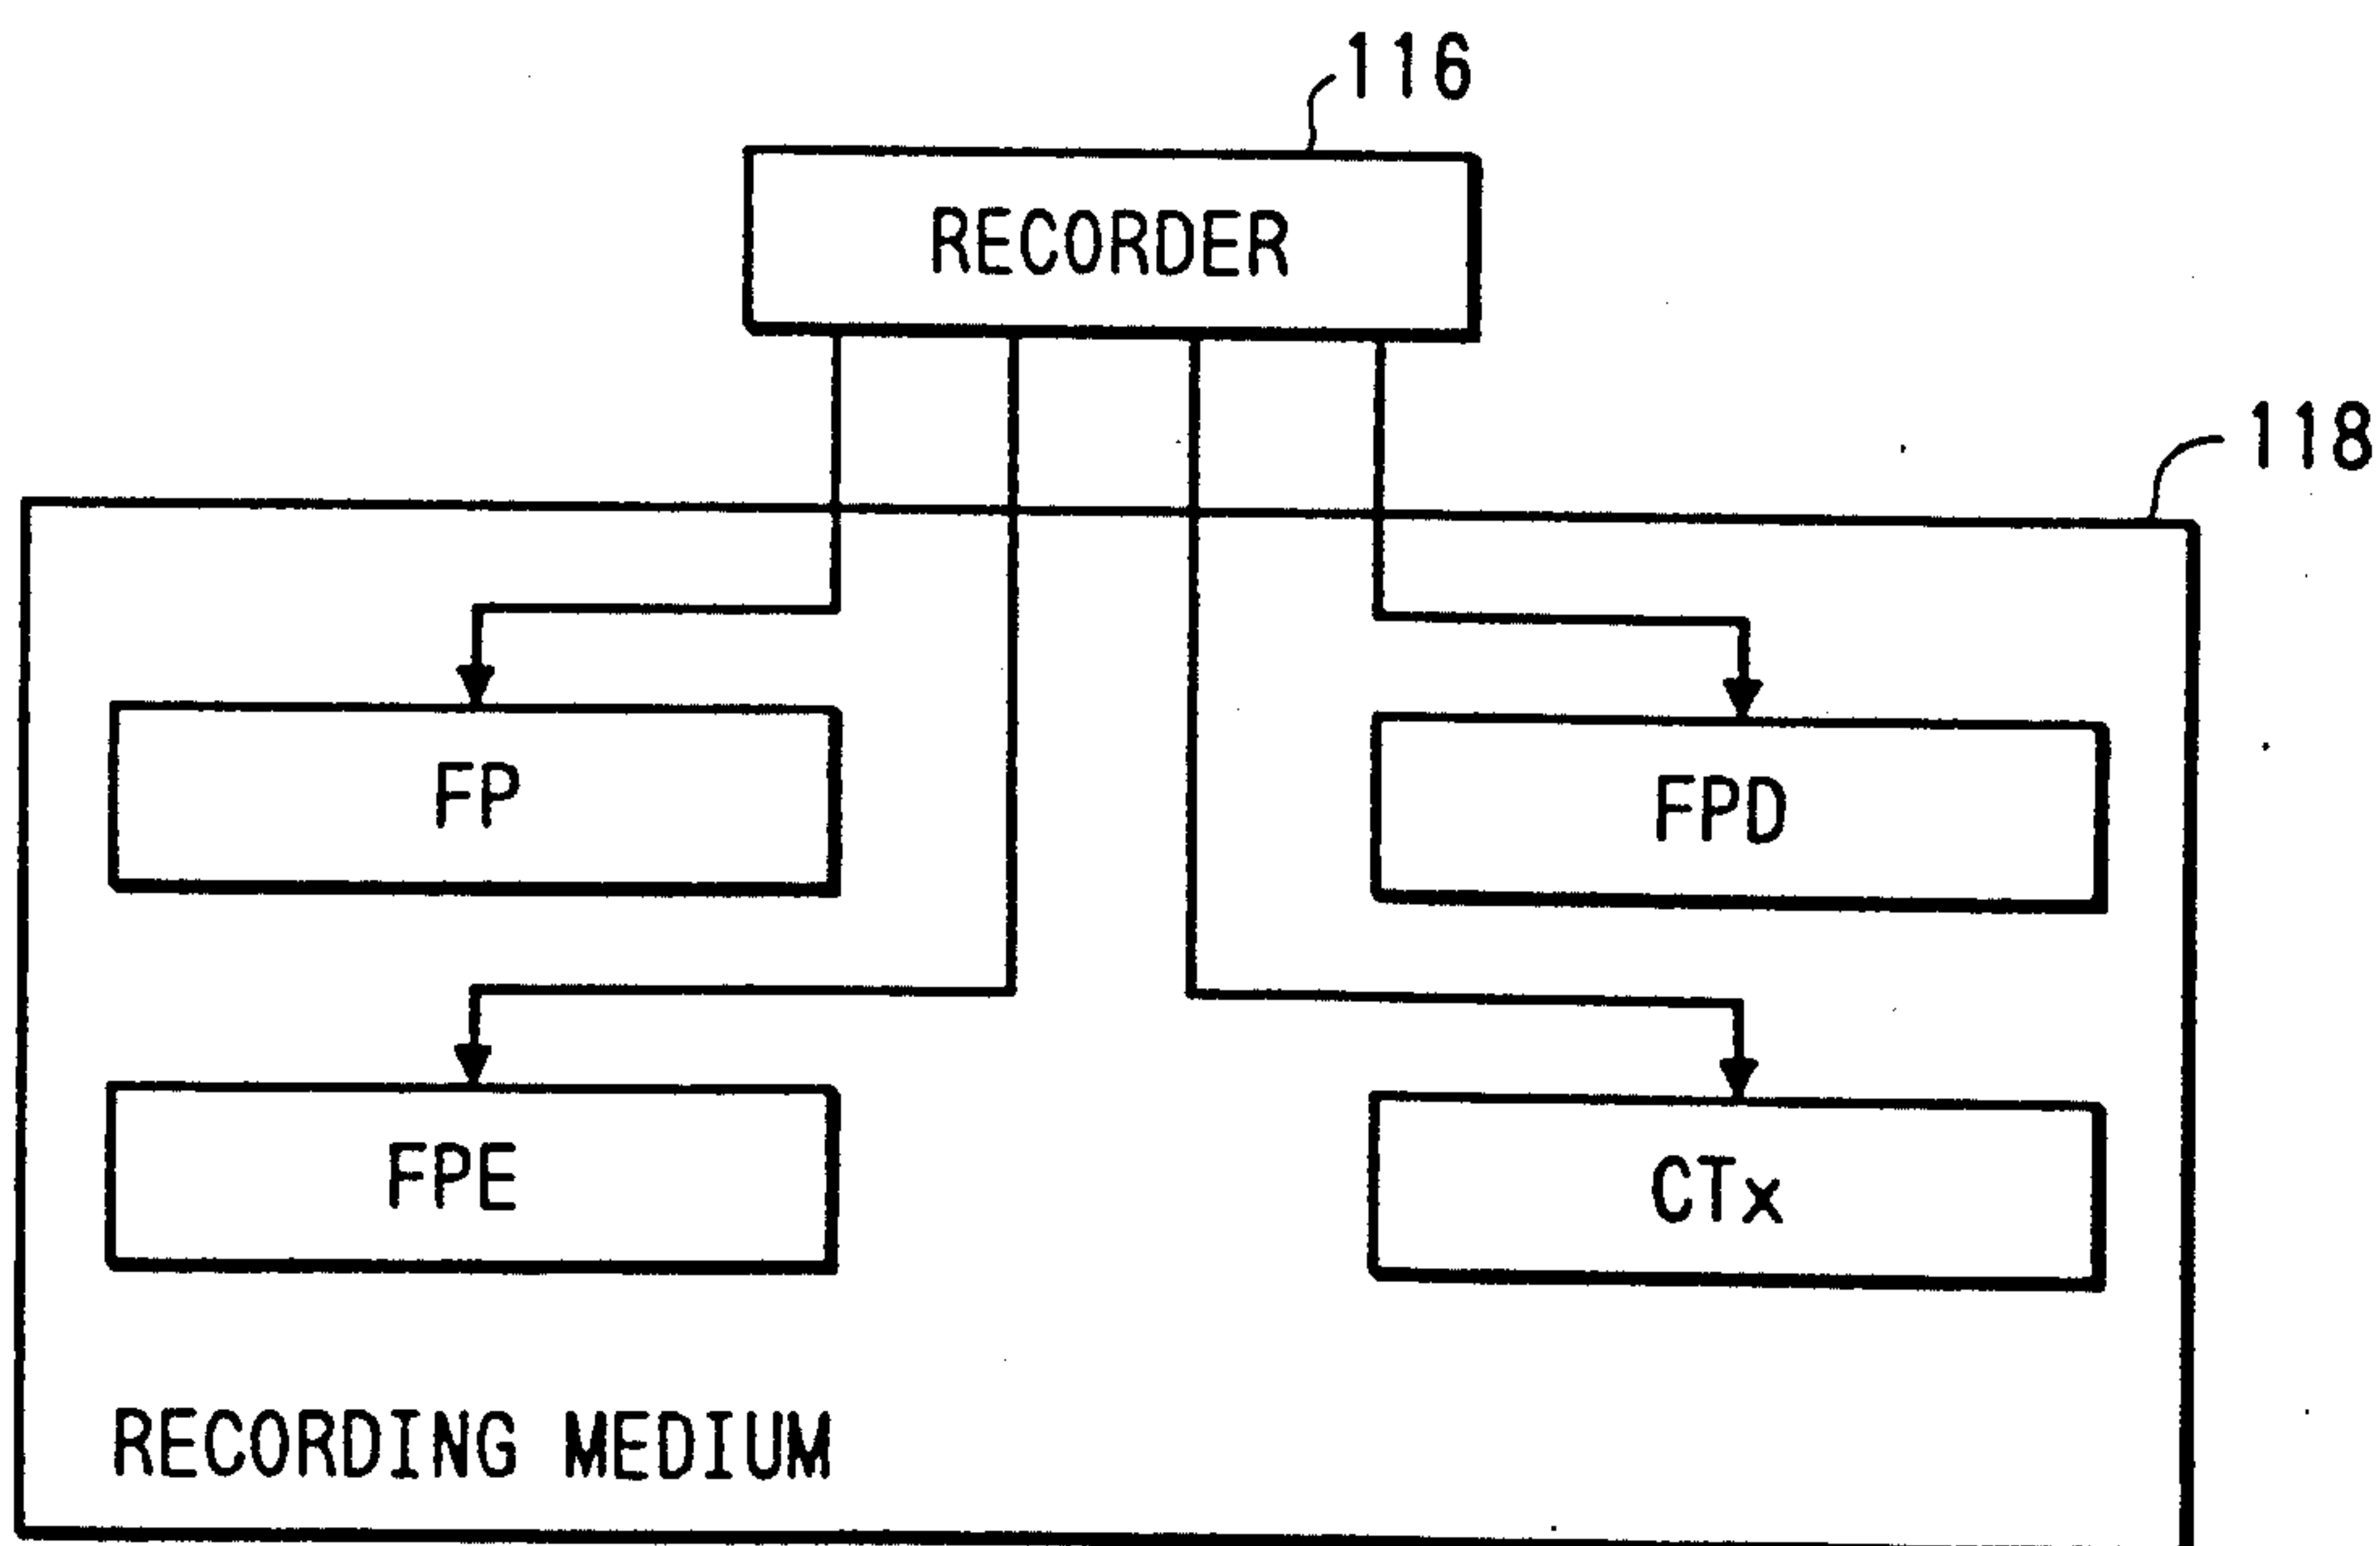 116
RECORDER
118
FP
FPD
FPE
CTx
RECORDING MEDIUM